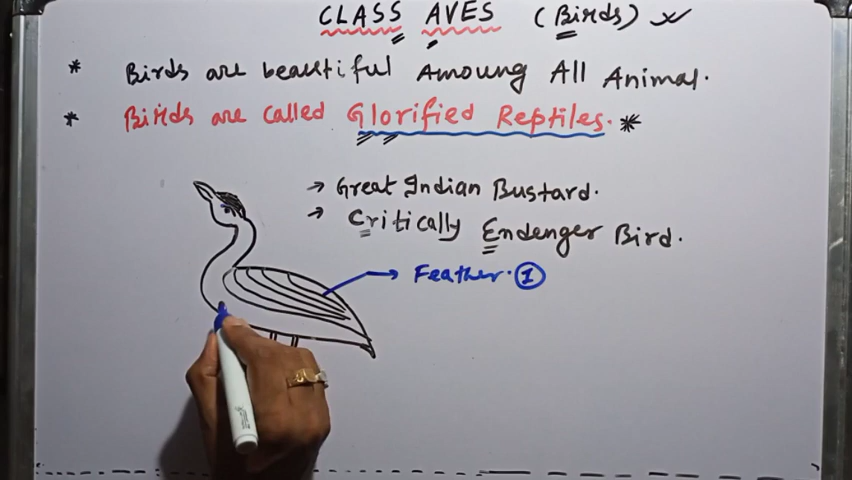 CLASS AVES (Birds)
* Birds are beautiful Amoung All Animal.
* Birds are called Glorified Reptiles. *
→ Great Indian Bustard.
→ Critically Endenger Bird.
→ Feather. 1